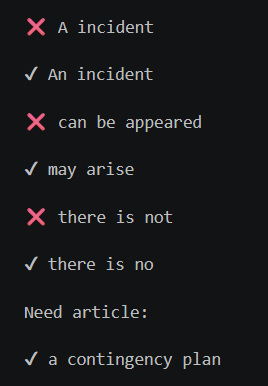 ❌ A incident
✓ An incident
❌ can be appeared
✓ may arise
❌ there is not
✓ there is no
Need article:
✓ a contingency plan